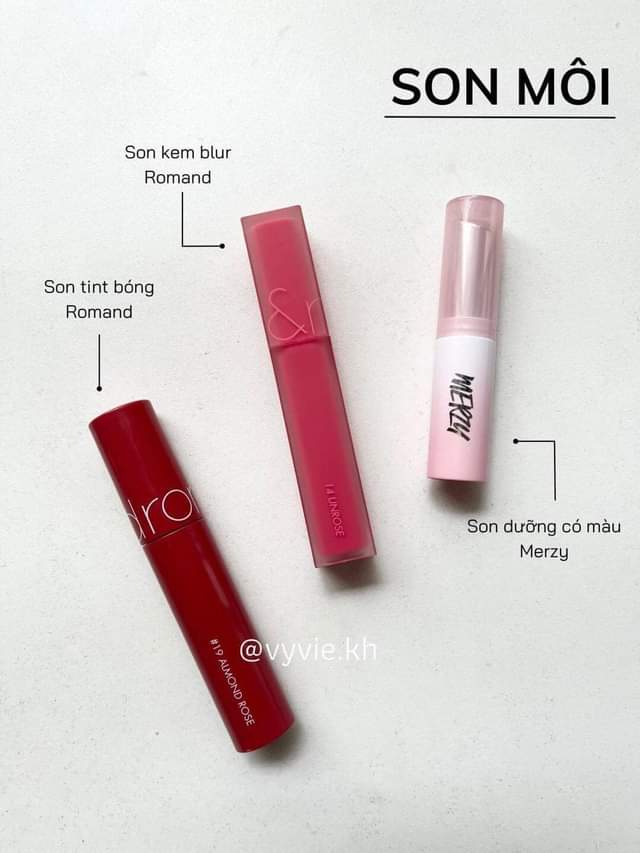 SON MÔI
Son kem blur
Romand
Son tint bóng
Romand
&r
14 UNROSE
MERZY
Son dưỡng có màu
Merzy
#19 ALMOND ROSE
@vyvie.kh